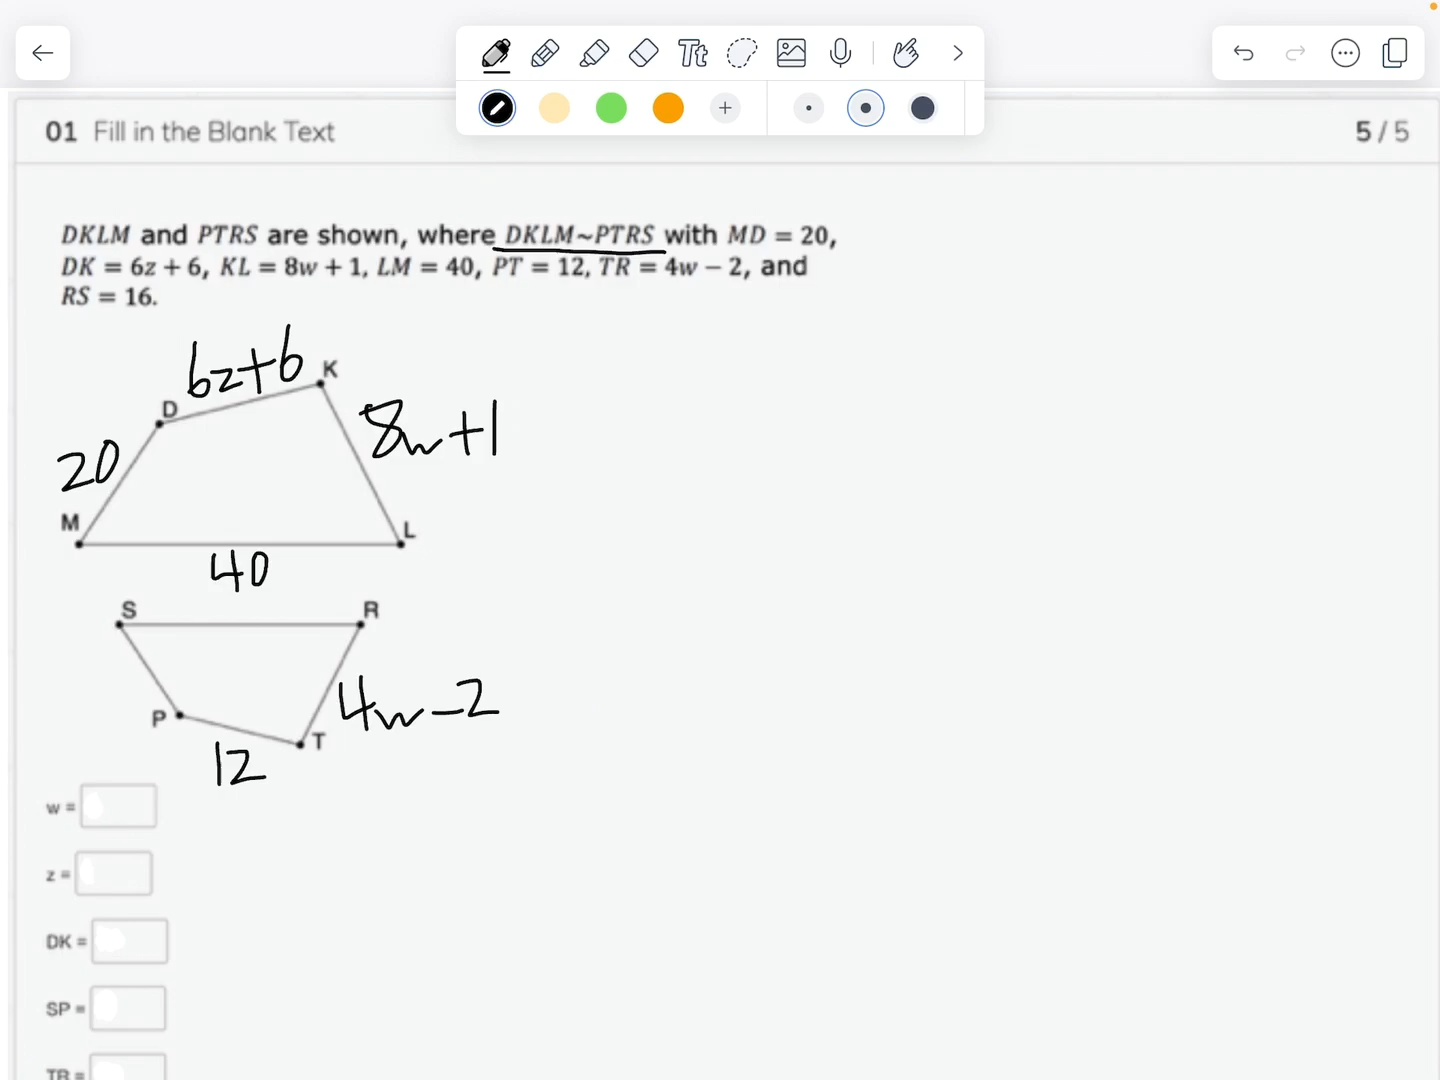 Tt
01 Fill in the Blank Text
5 / 5
DKLM and PTRS are shown, where DKLM~PTRS with MD = 20,
DK = 6z + 6, KL = 8w + 1, LM = 40, PT = 12, TR = 4w − 2, and
RS = 16.
6z+6
K
D
8w+1
20
M
L
40
S
R
4w−2
P
T
12
w =
z =
DK =
SP =
TR =